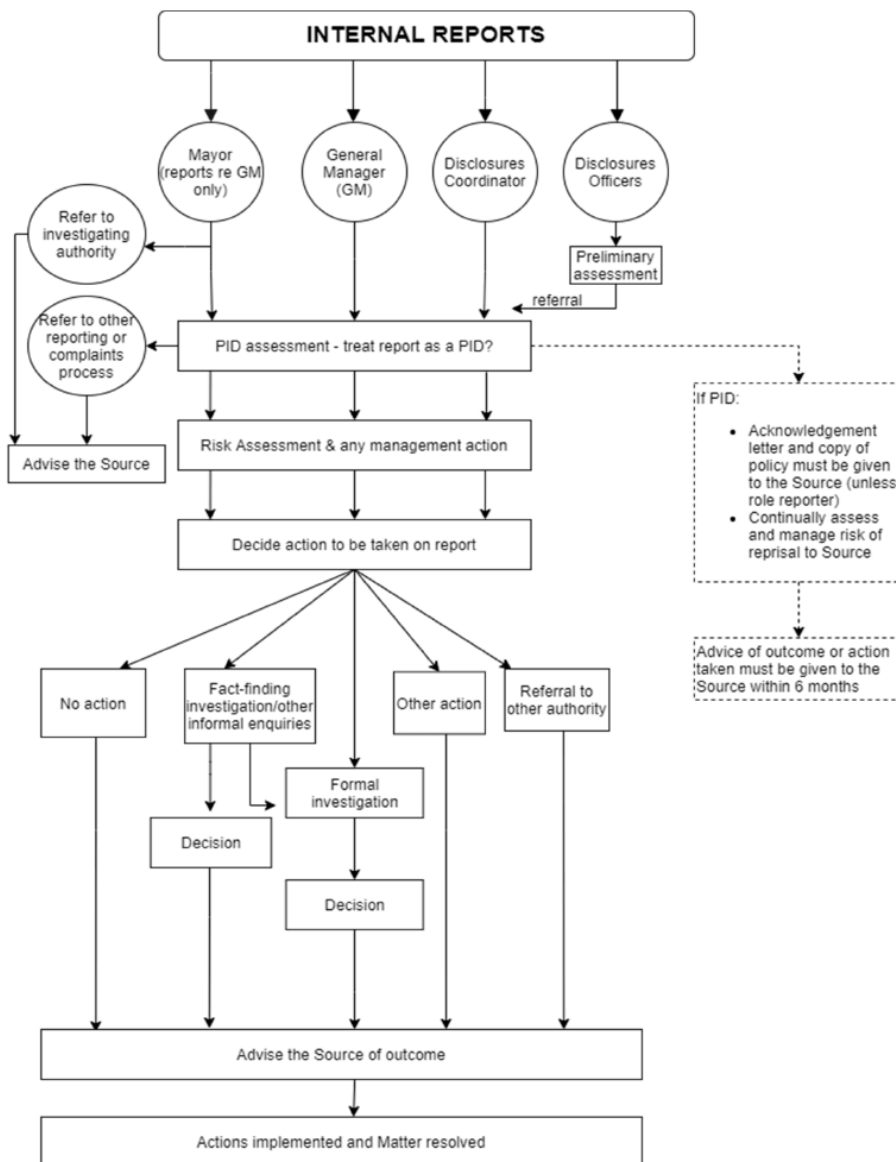 INTERNAL REPORTS
Mayor
(reports re GM
only)
General
Manager
(GM)
Disclosures
Coordinator
Disclosures
Officers
Refer to
investigating
authority
Preliminary
assessment
referral
Refer to other
reporting or
complaints
process
PID assessment - treat report as a PID?
If PID:
• Acknowledgement
letter and copy of
policy must be given
to the Source (unless
role reporter)
• Continually assess
and manage risk of
reprisal to Source
Risk Assessment & any management action
Advise the Source
Decide action to be taken on report
Advice of outcome or action
taken must be given to the
Source within 6 months
No action
Fact-finding
investigation/other
informal enquiries
Other action
Referral to
other authority
Formal
investigation
Decision
Decision
Advise the Source of outcome
Actions implemented and Matter resolved